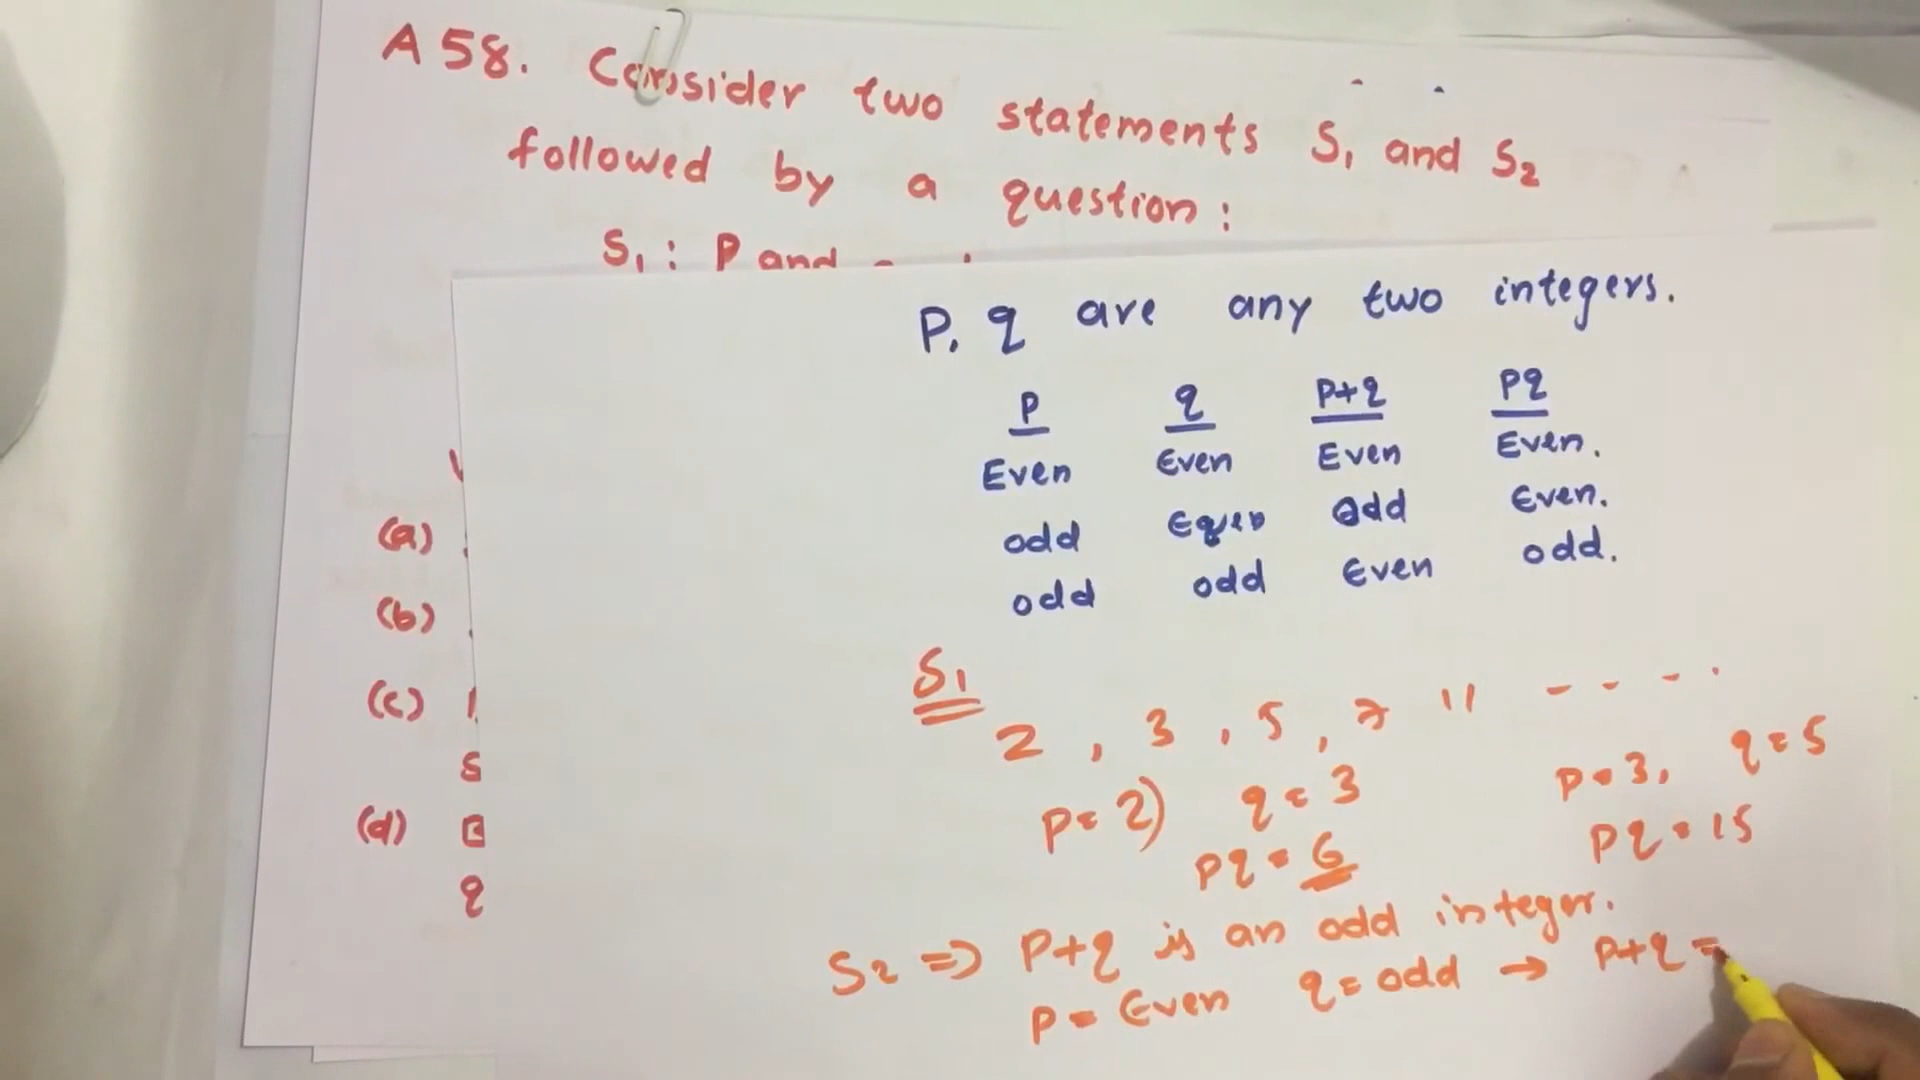 A 58. Consider two statements S1 and S2
followed by a question:
S1: P and
P, q are any two integers.
P q P+q Pq
Even Even Even Even.
odd Even odd Even.
odd odd Even odd.
S1
2, 3, 5, 7 11 - - - .
P=2) q=3
Pq=6
P=3, q=5
Pq=15
S2 => P+q is an odd integer.
P= Even q=odd → P+q =
(a)
(b)
(c)
S
(d) B
q